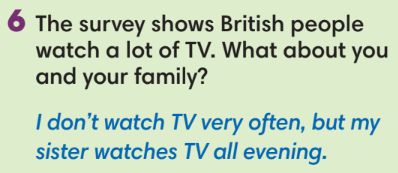 6 The survey shows British people
watch a lot of TV. What about you
and your family?
I don't watch TV very often, but my
sister watches TV all evening.